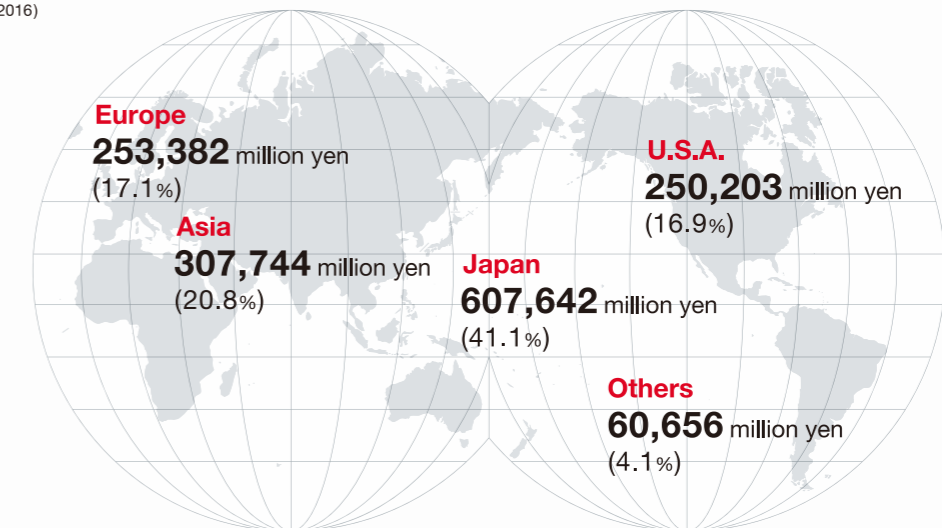 2016)
Europe
253,382 million yen
(17.1%)
U.S.A.
250,203 million yen
(16.9%)
Asia
307,744 million yen
(20.8%)
Japan
607,642 million yen
(41.1%)
Others
60,656 million yen
(4.1%)